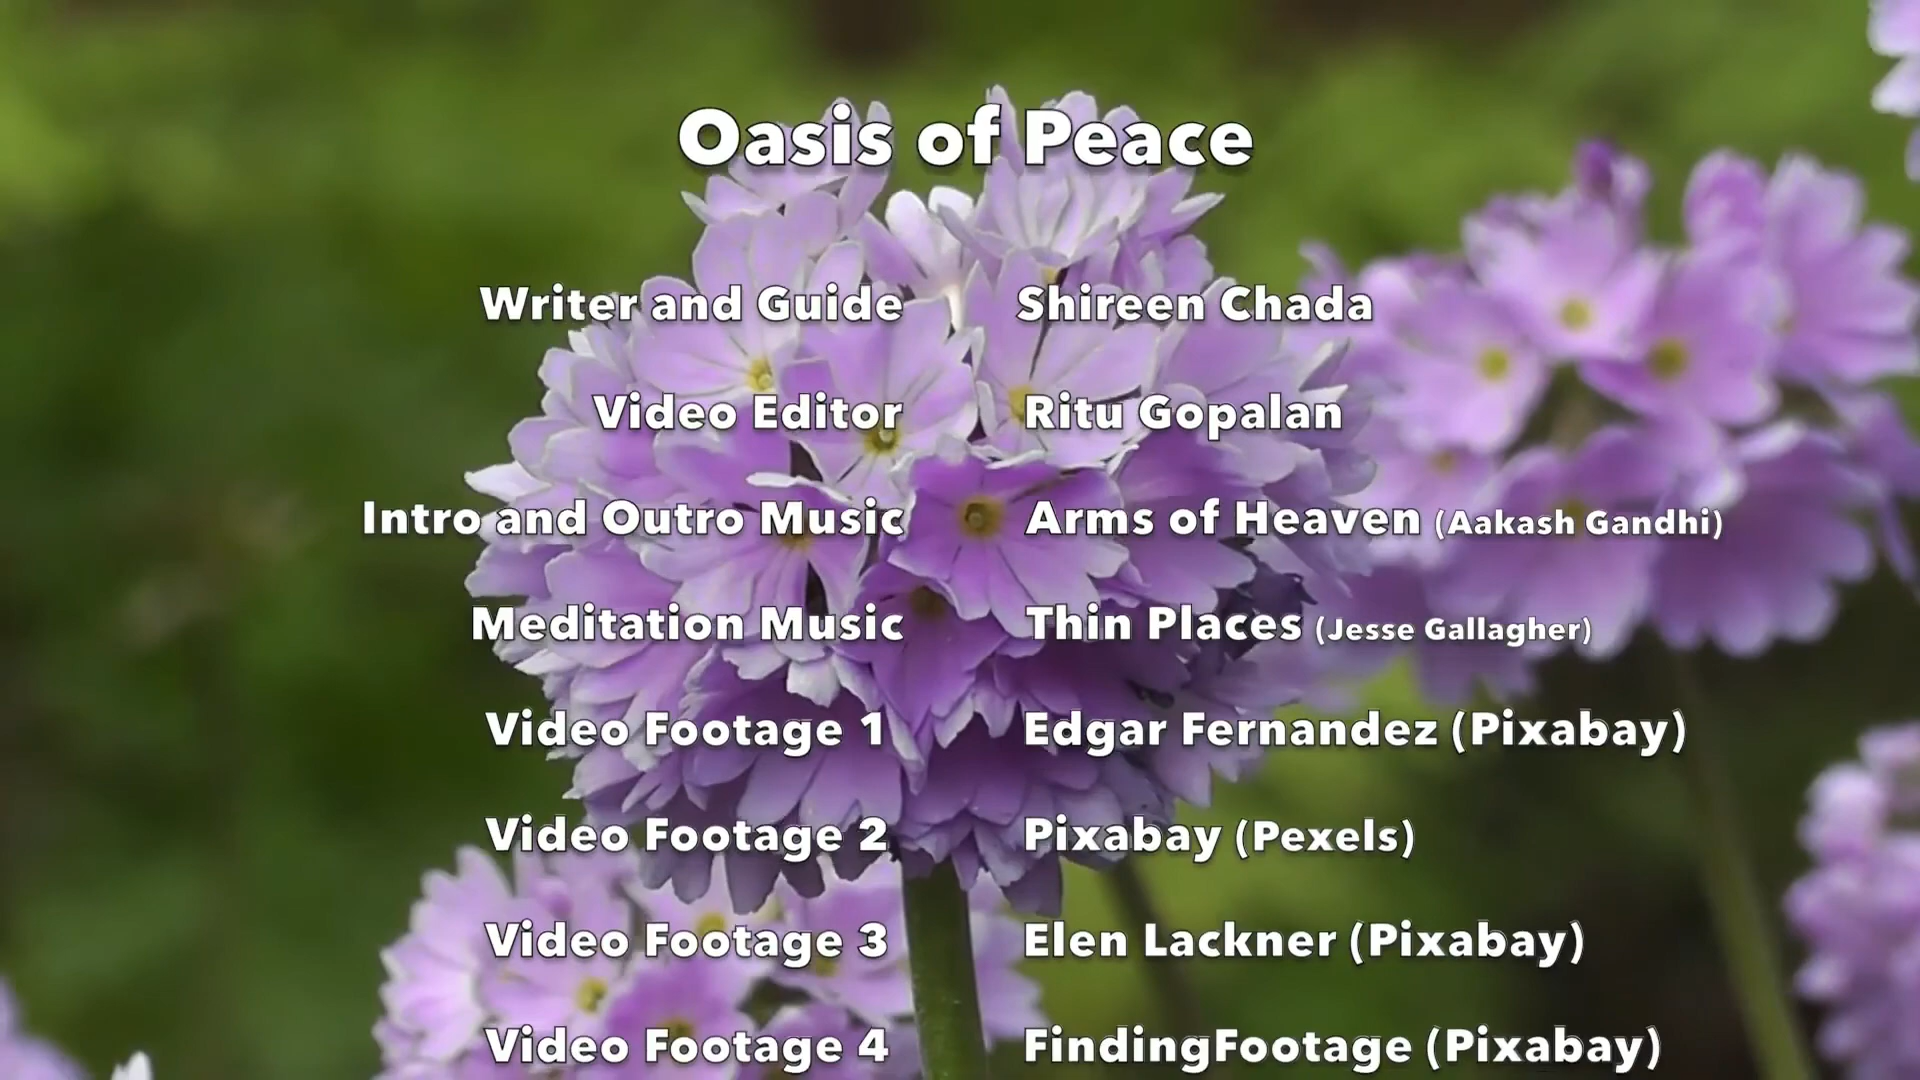 Oasis of Peace
Writer and Guide Shireen Chada
Video Editor Ritu Gopalan
Intro and Outro Music Arms of Heaven (Aakash Gandhi)
Meditation Music Thin Places (Jesse Gallagher)
Video Footage 1 Edgar Fernandez (Pixabay)
Video Footage 2 Pixabay (Pexels)
Video Footage 3 Elen Lackner (Pixabay)
Video Footage 4 FindingFootage (Pixabay)